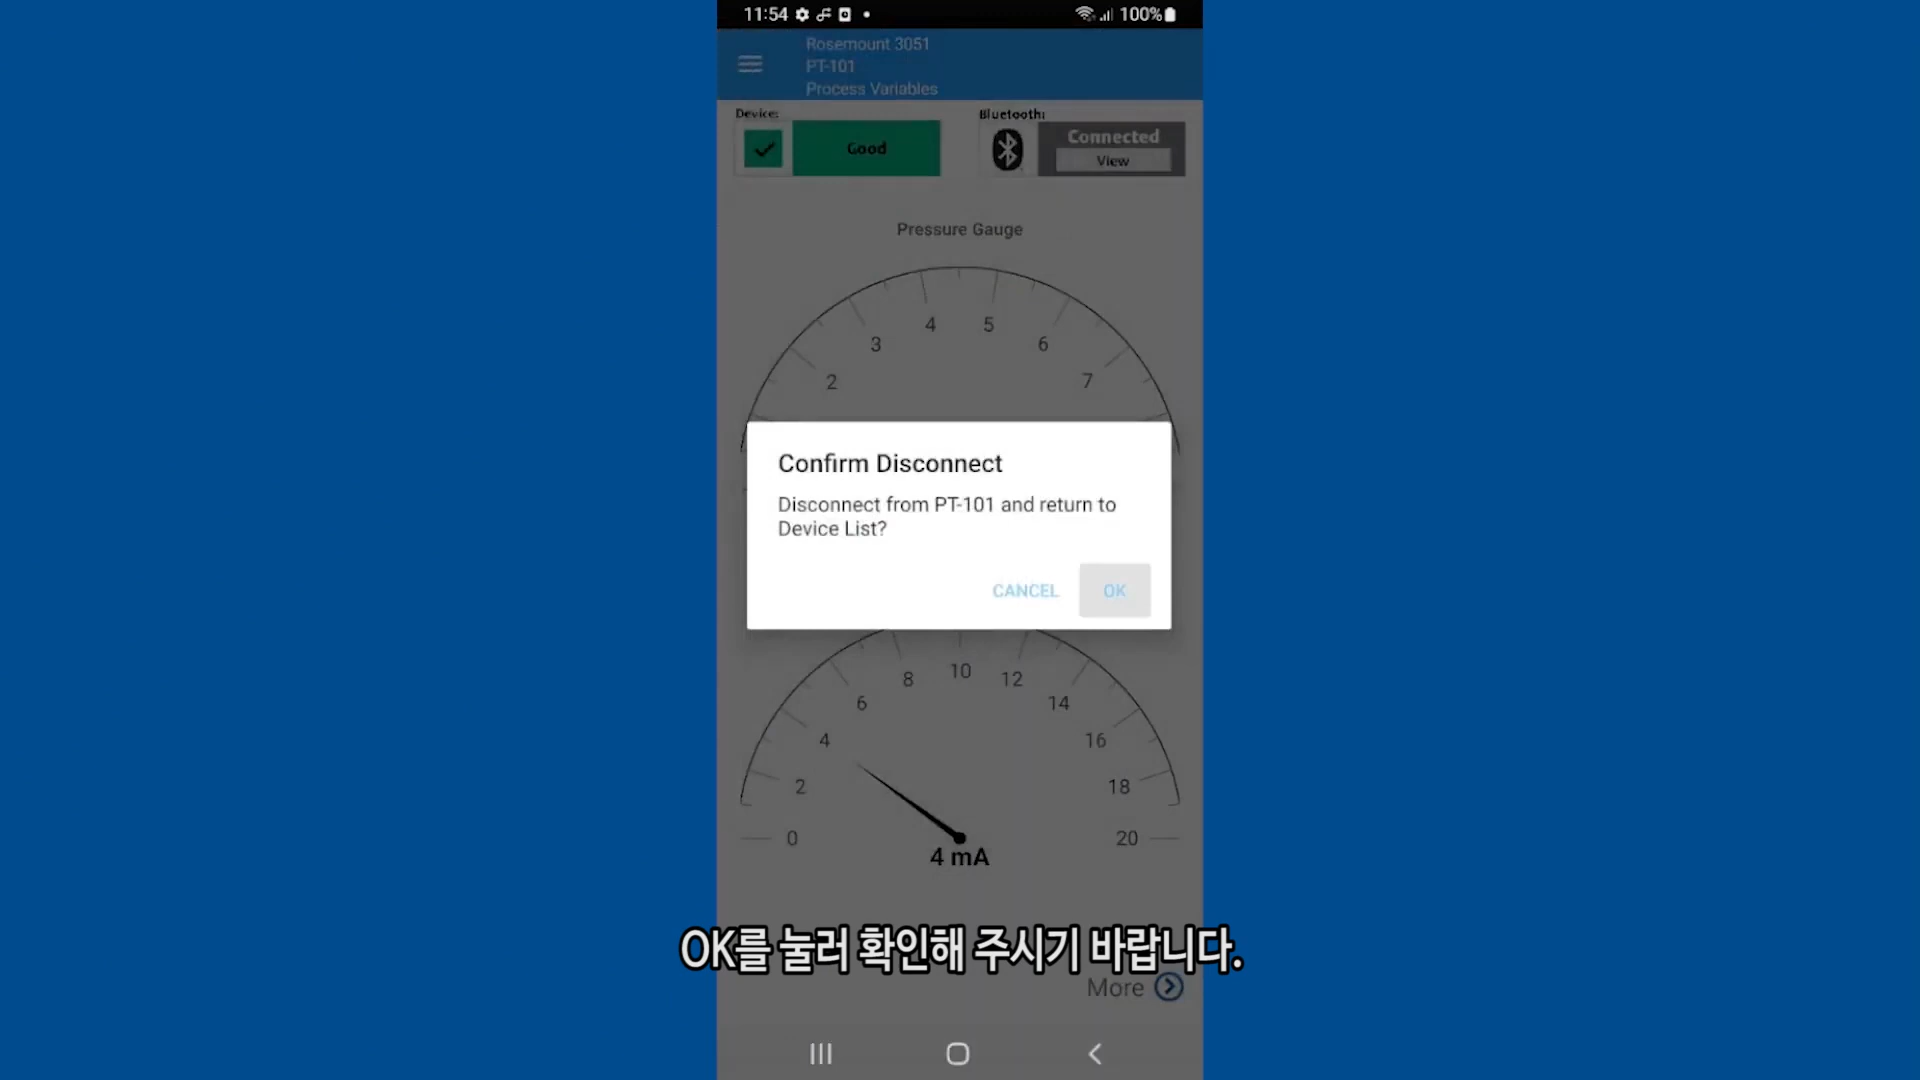 11:54
100%
Rosemount 3051
PT-101
Process Variables
Device:
Good
Bluetooth:
Connected
View
Pressure Gauge
2
3
4
5
6
7
Confirm Disconnect
Disconnect from PT-101 and return to
Device List?
CANCEL
OK
0
2
4
6
8
10
12
14
16
18
20
4 mA
OK를 눌러 확인해 주시기 바랍니다.
More